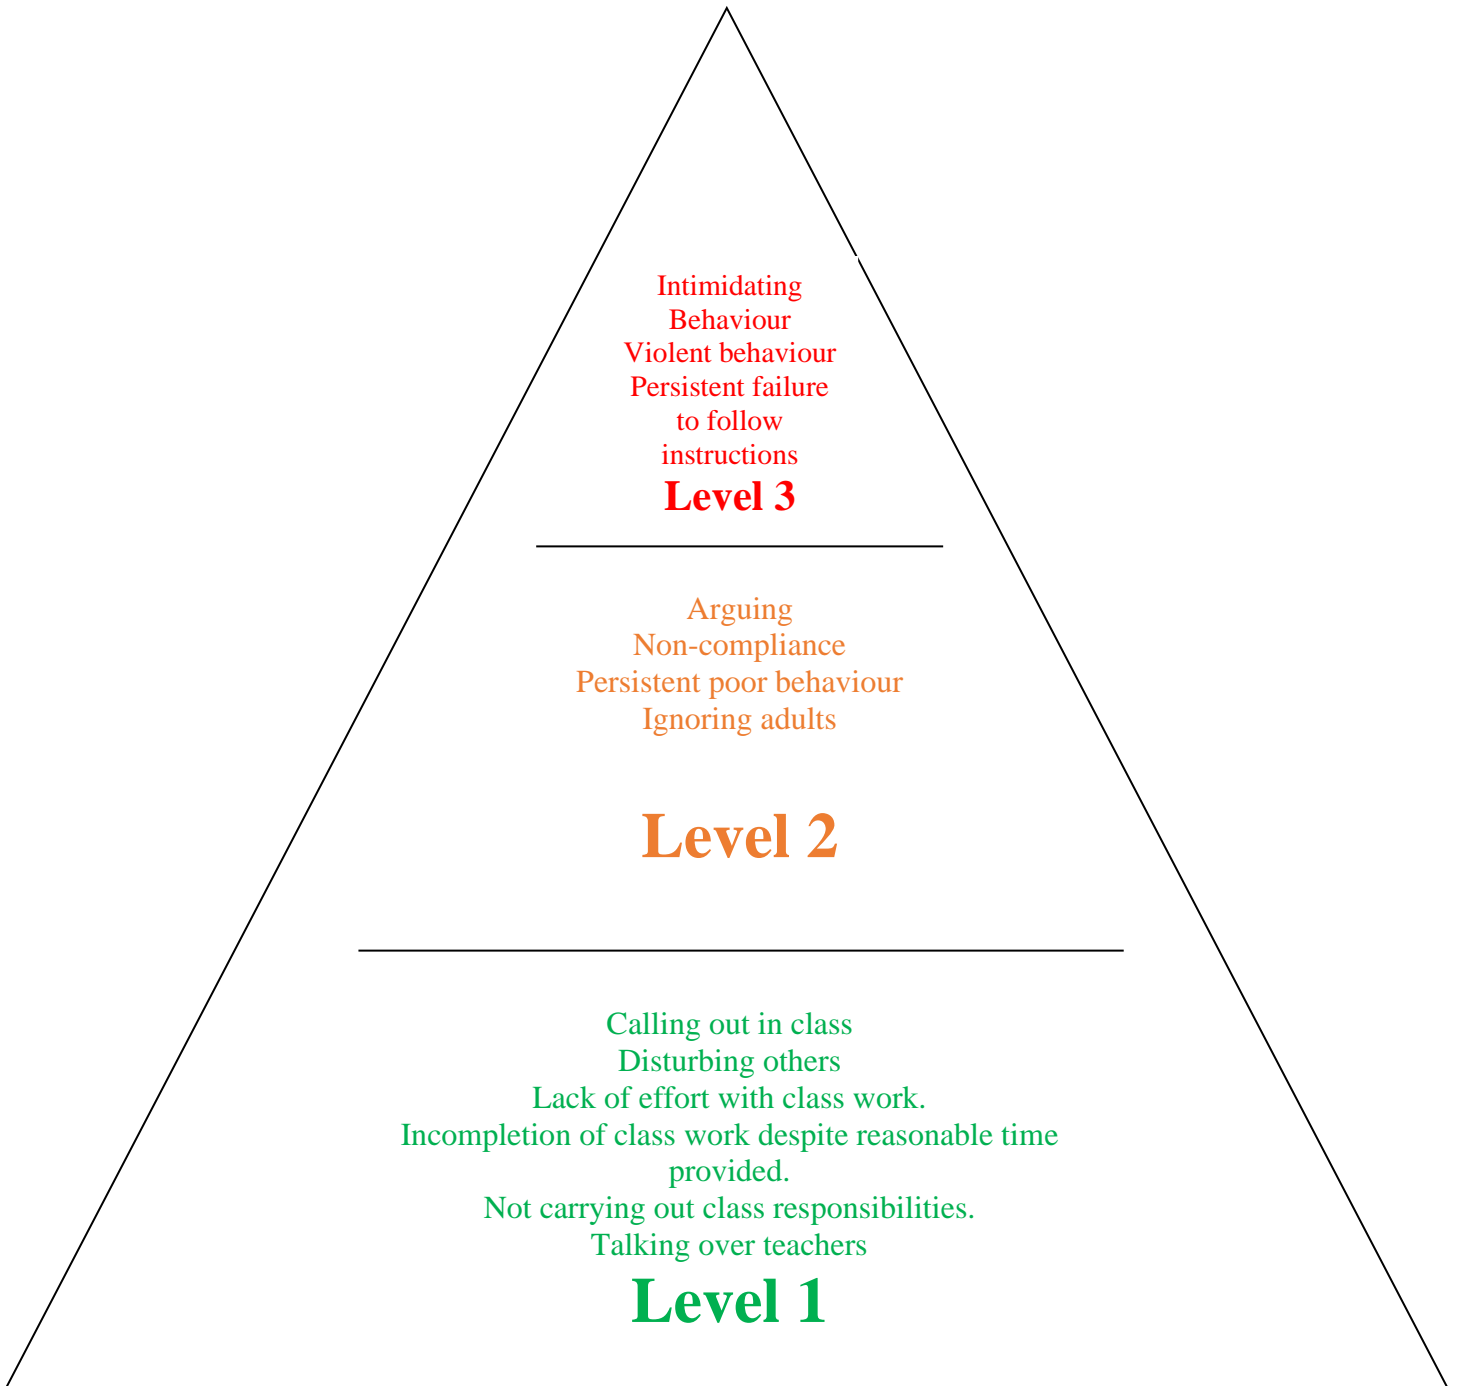 Intimidating
Behaviour
Violent behaviour
Persistent failure
to follow
instructions
Level 3
Arguing
Non-compliance
Persistent poor behaviour
Ignoring adults
Level 2
Calling out in class
Disturbing others
Lack of effort with class work.
Incompletion of class work despite reasonable time
provided.
Not carrying out class responsibilities.
Talking over teachers
Level 1